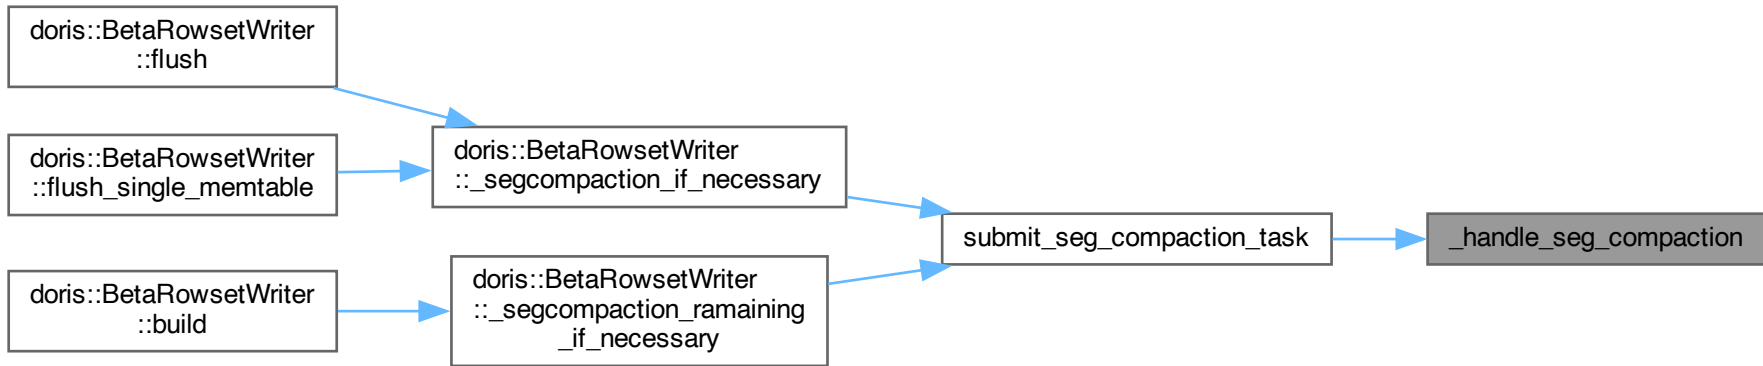 doris::BetaRowsetWriter
::flush
doris::BetaRowsetWriter
::flush_single_memtable
doris::BetaRowsetWriter
::build
doris::BetaRowsetWriter
::_segcompaction_if_necessary
doris::BetaRowsetWriter
::_segcompaction_ramaining
_if_necessary
submit_seg_compaction_task
_handle_seg_compaction